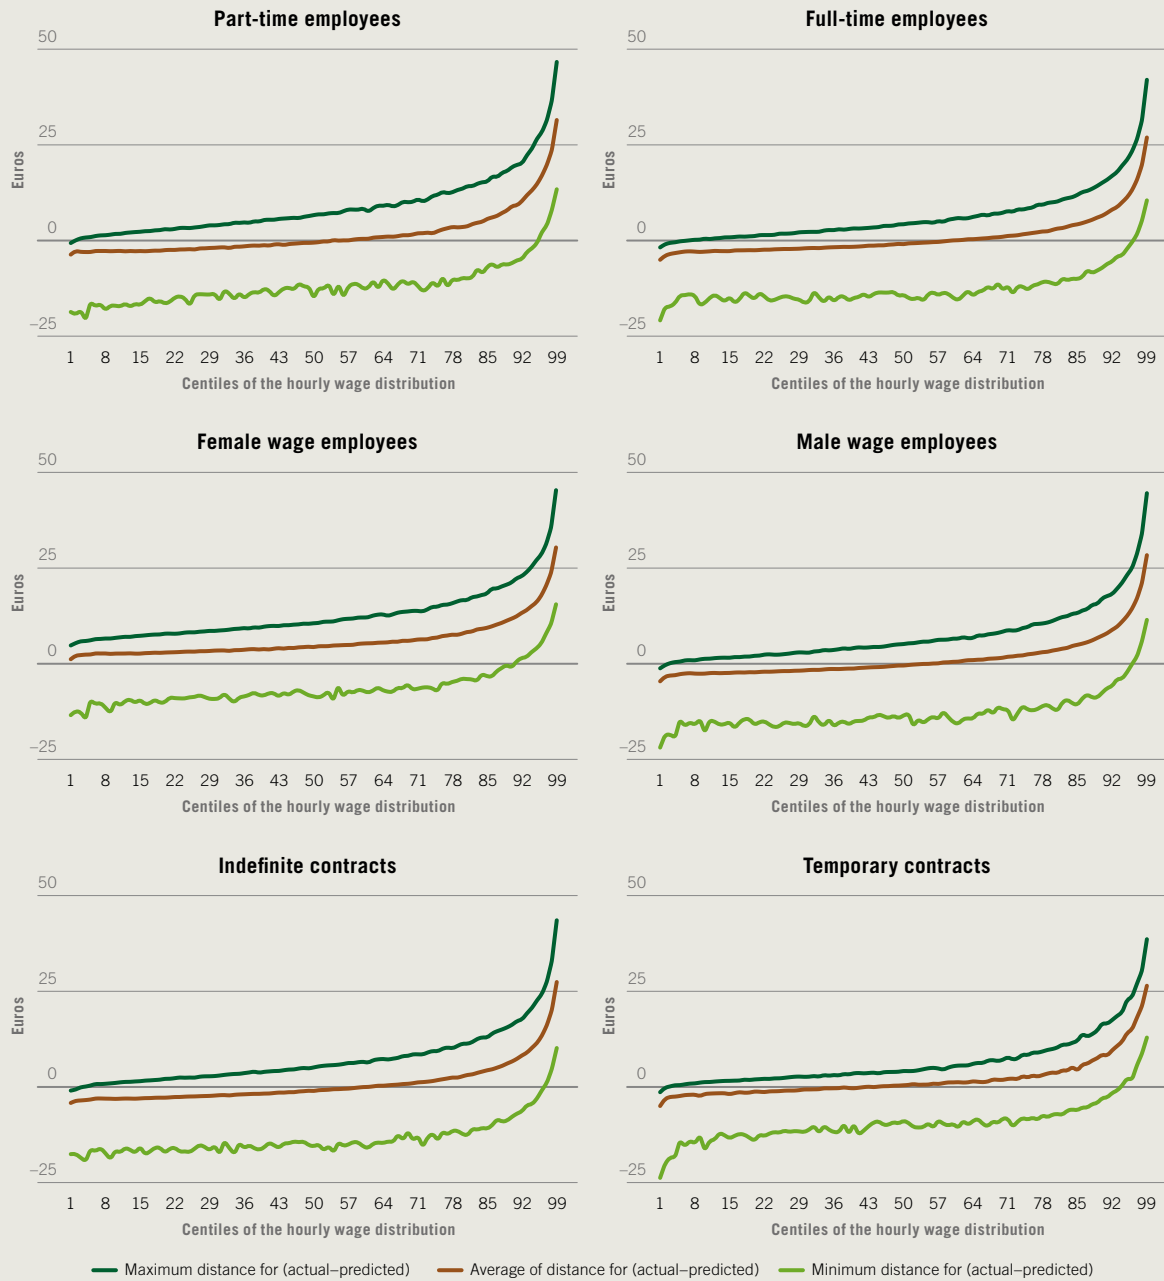 Part-time employees
Full-time employees
50
25
0
−25
Euros
1 8 15 22 29 36 43 50 57 64 71 78 85 92 99
Centiles of the hourly wage distribution
50
25
0
−25
Euros
1 8 15 22 29 36 43 50 57 64 71 78 85 92 99
Centiles of the hourly wage distribution
Female wage employees
Male wage employees
50
25
0
−25
Euros
1 8 15 22 29 36 43 50 57 64 71 78 85 92 99
Centiles of the hourly wage distribution
50
25
0
−25
Euros
1 8 15 22 29 36 43 50 57 64 71 78 85 92 99
Centiles of the hourly wage distribution
Indefinite contracts
Temporary contracts
50
25
0
−25
Euros
1 8 15 22 29 36 43 50 57 64 71 78 85 92 99
Centiles of the hourly wage distribution
50
25
0
−25
Euros
1 8 15 22 29 36 43 50 57 64 71 78 85 92 99
Centiles of the hourly wage distribution
Maximum distance for (actual–predicted)
Average of distance for (actual–predicted)
Minimum distance for (actual–predicted)